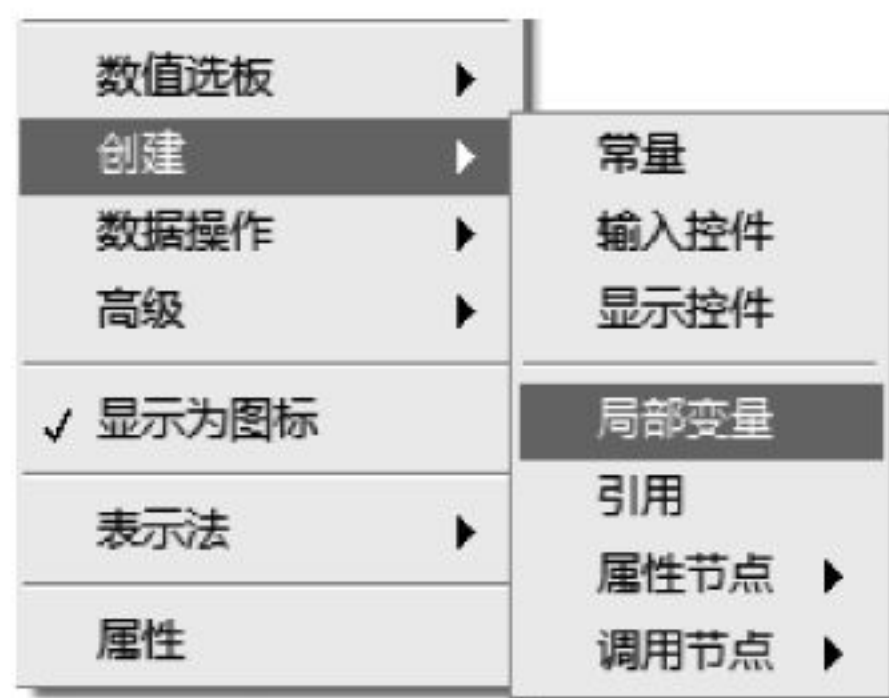 数值选板
创建
数据操作
高级
显示为图标
表示法
属性
常量
输入控件
显示控件
局部变量
引用
属性节点
调用节点